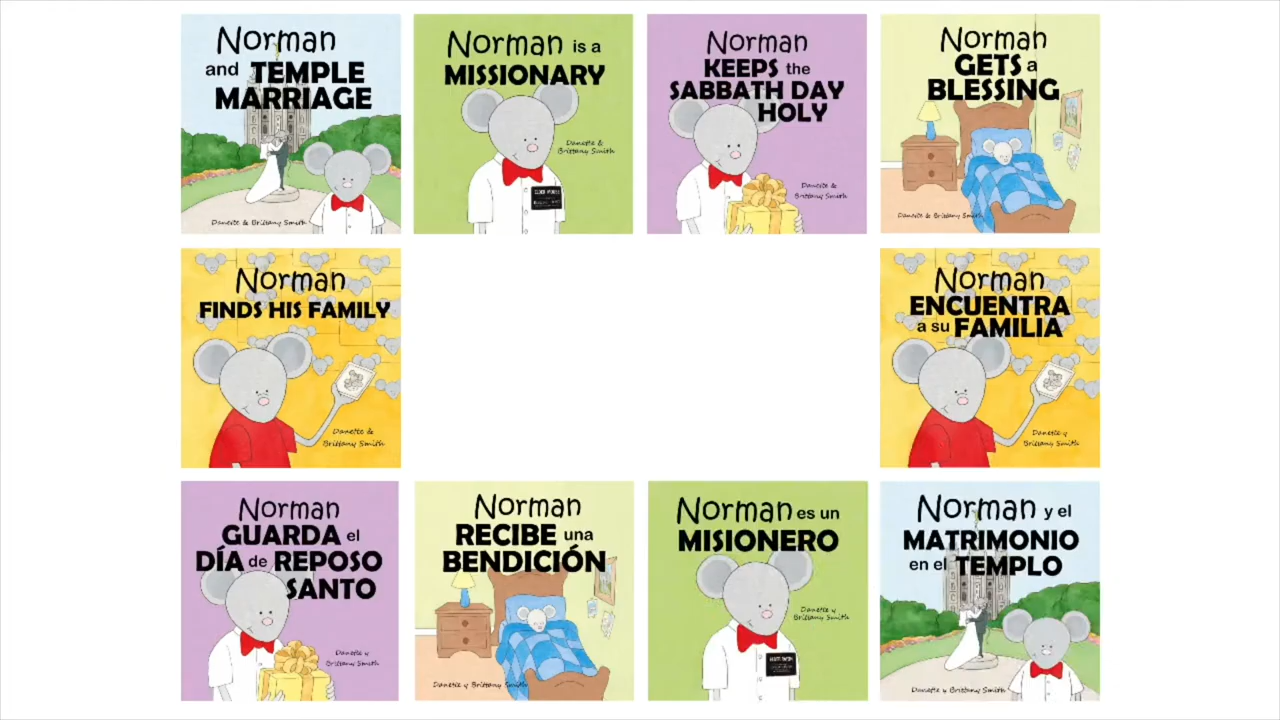 Norman
and TEMPLE
MARRIAGE
Danette & Brittany Smith
Norman is a
MISSIONARY
Danette &
Brittany Smith
Norman
KEEPS the
SABBATH DAY
HOLY
Danette &
Brittany Smith
Norman
GETS a
BLESSING
Danette & Brittany Smith
Norman
FINDS HIS FAMILY
Danette &
Brittany Smith
Norman
ENCUENTRA
a su FAMILIA
Danette y
Brittany Smith
Norman
GUARDA el
DÍA de REPOSO
SANTO
Danette y
Brittany Smith
Norman
RECIBE una
BENDICIÓN
Danette y Brittany Smith
Norman es un
MISIONERO
Danette y
Brittany Smith
Norman y el
MATRIMONIO
en el TEMPLO
Danette y Brittany Smith